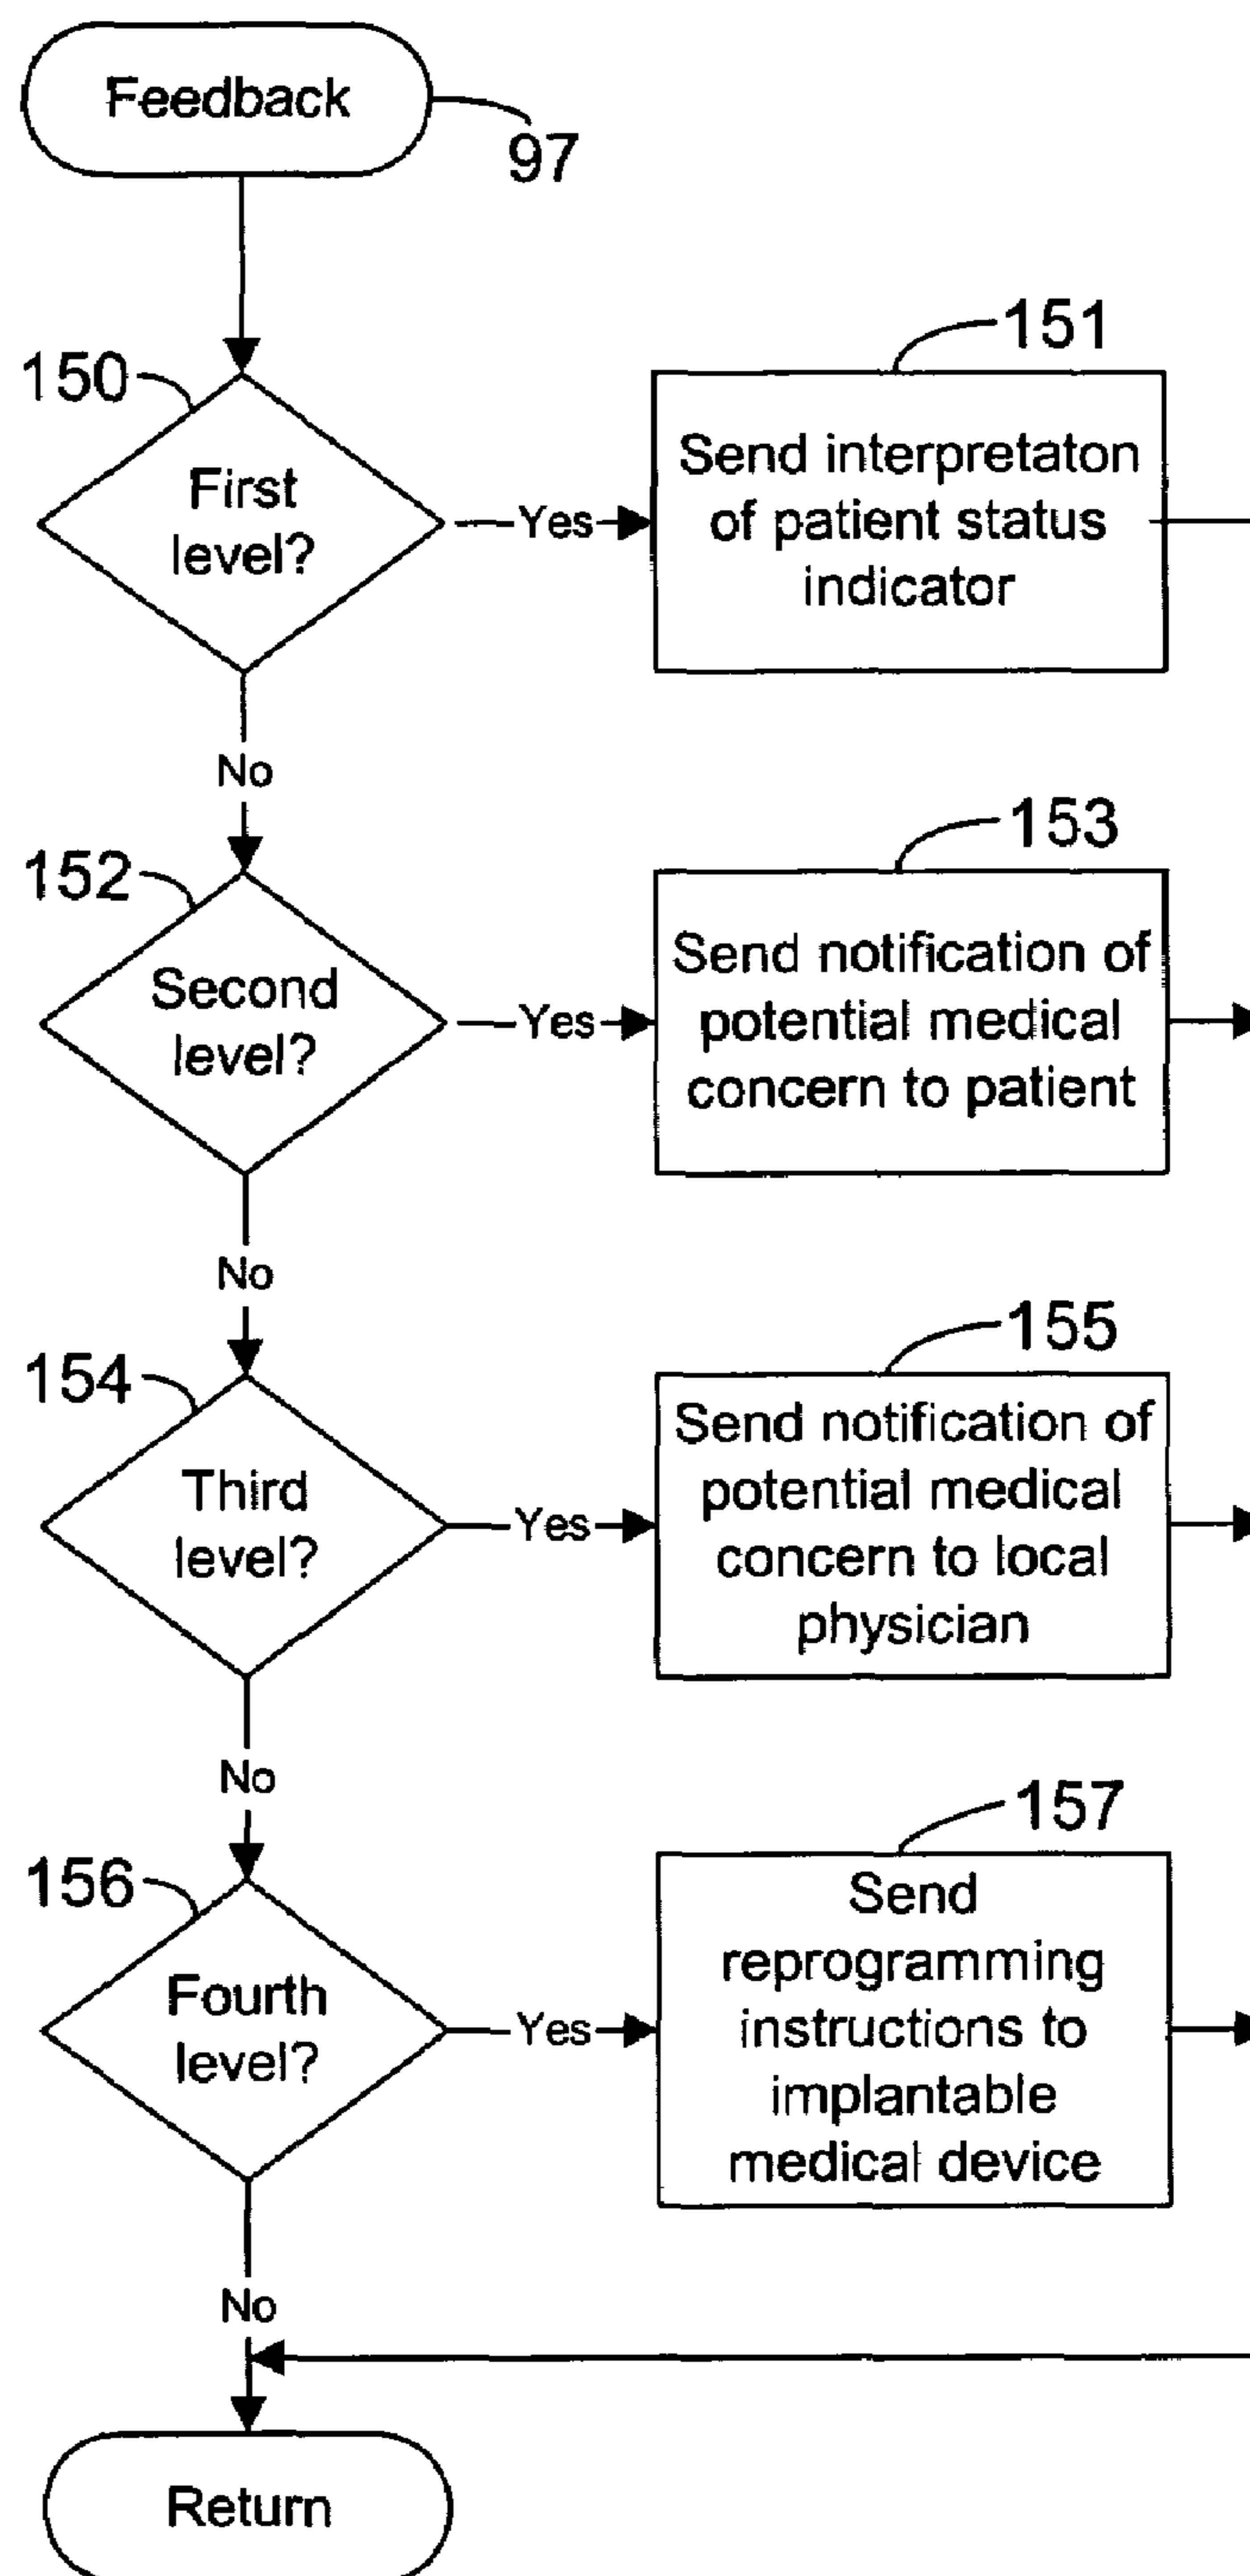 Feedback
97
150
First
level?
Yes
151
Send interpretaton
of patient status
indicator
No
152
Second
level?
Yes
153
Send notification of
potential medical
concern to patient
No
154
Third
level?
Yes
155
Send notification of
potential medical
concern to local
physician
No
156
Fourth
level?
Yes
157
Send
reprogramming
instructions to
implantable
medical device
No
Return